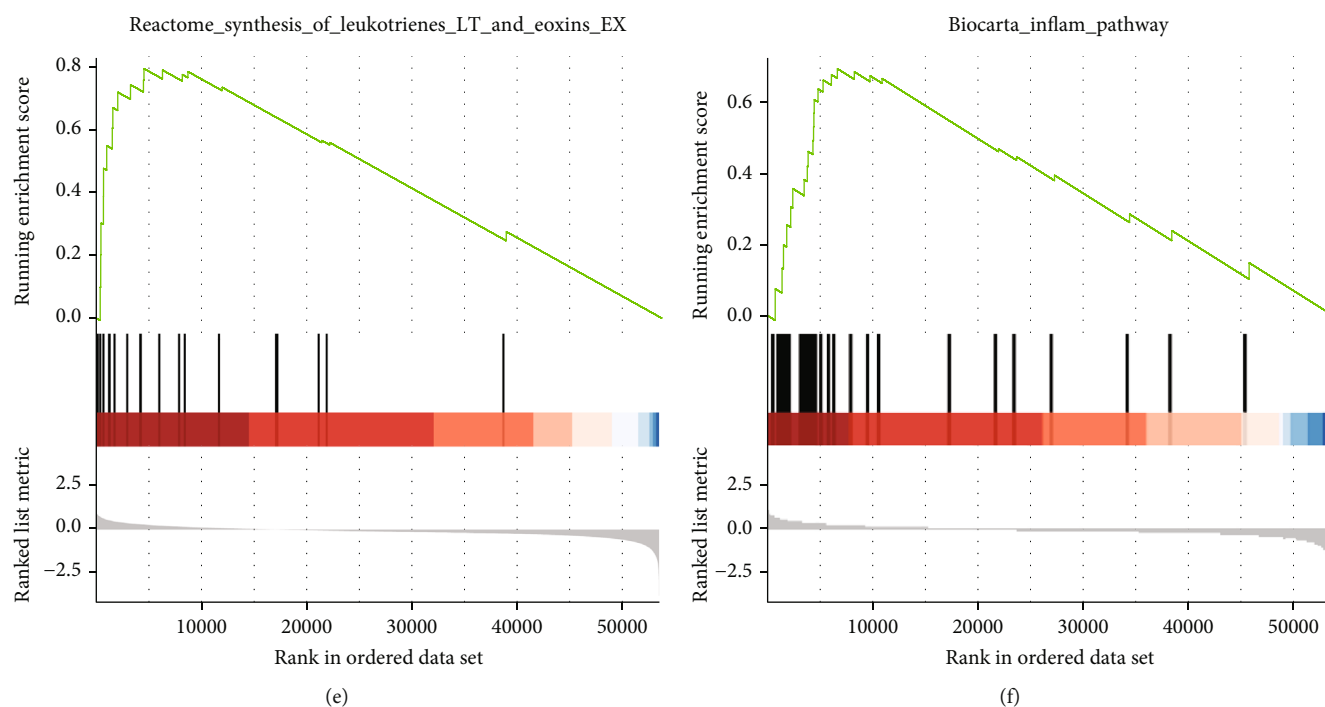 Reactome_synthesis_of_leukotrienes_LT_and_eoxins_EX
Running enrichment score
0.8
0.6
0.4
0.2
0.0
Ranked list metric
2.5
0.0
−2.5
10000 20000 30000 40000 50000
Rank in ordered data set
(e)
Biocarta_inflam_pathway
Running enrichment score
0.6
0.4
0.2
0.0
Ranked list metric
2.5
0.0
−2.5
10000 20000 30000 40000 50000
Rank in ordered data set
(f)